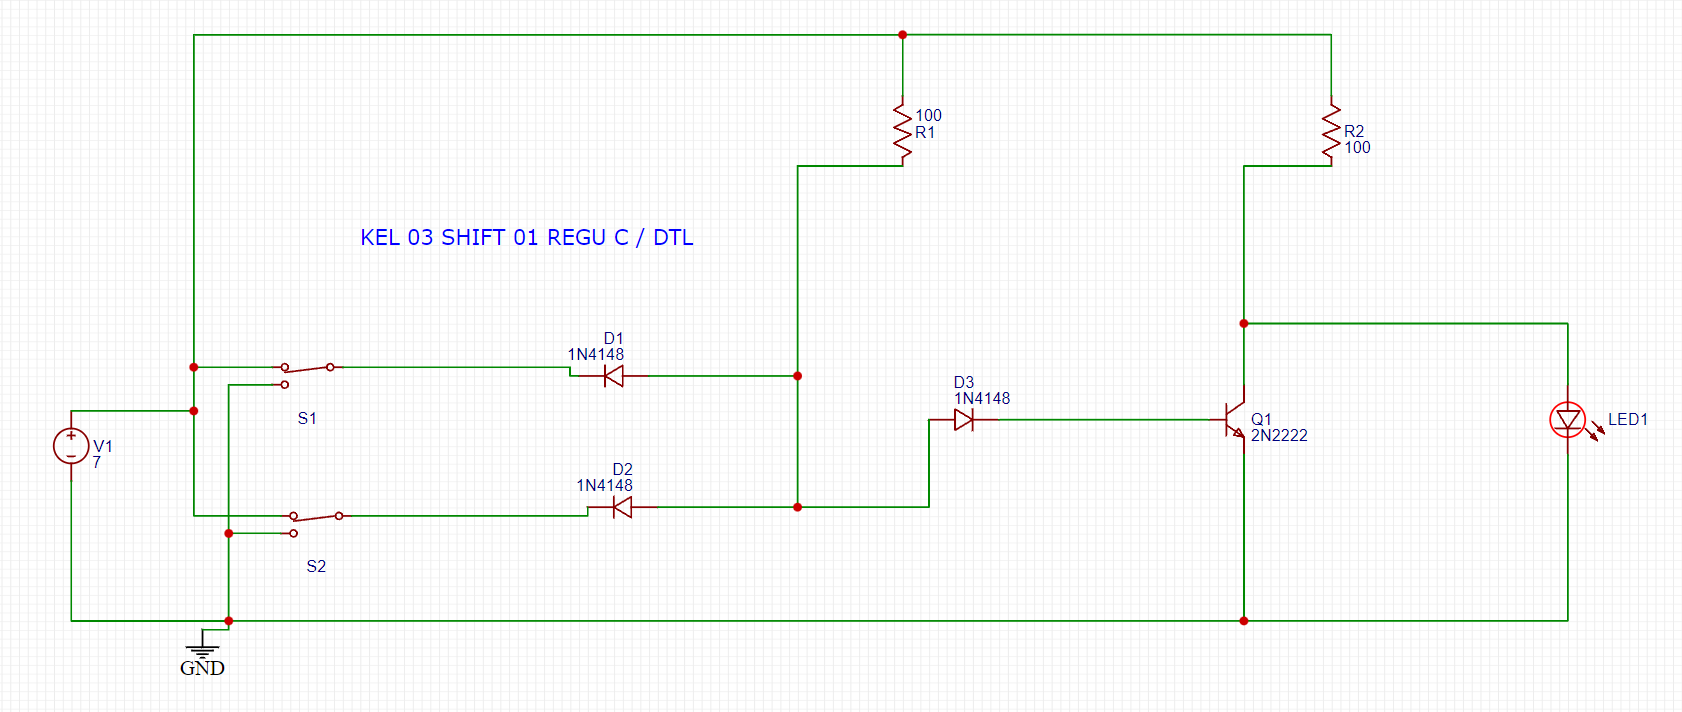 100
R1
R2
100
KEL 03 SHIFT 01 REGU C / DTL
D1
1N4148
D3
1N4148
S1
Q1
2N2222
LED1
V1
7
D2
1N4148
S2
GND